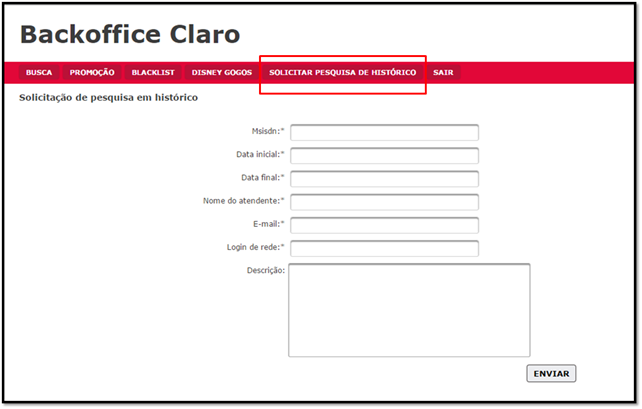 Backoffice Claro
BUSCA PROMOÇÃO BLACKLIST DISNEY GOGOS SOLICITAR PESQUISA DE HISTÓRICO SAIR
Solicitação de pesquisa em histórico
Msisdn:*
Data inicial:*
Data final:*
Nome do atendente:*
E-mail:*
Login de rede:*
Descrição:
ENVIAR